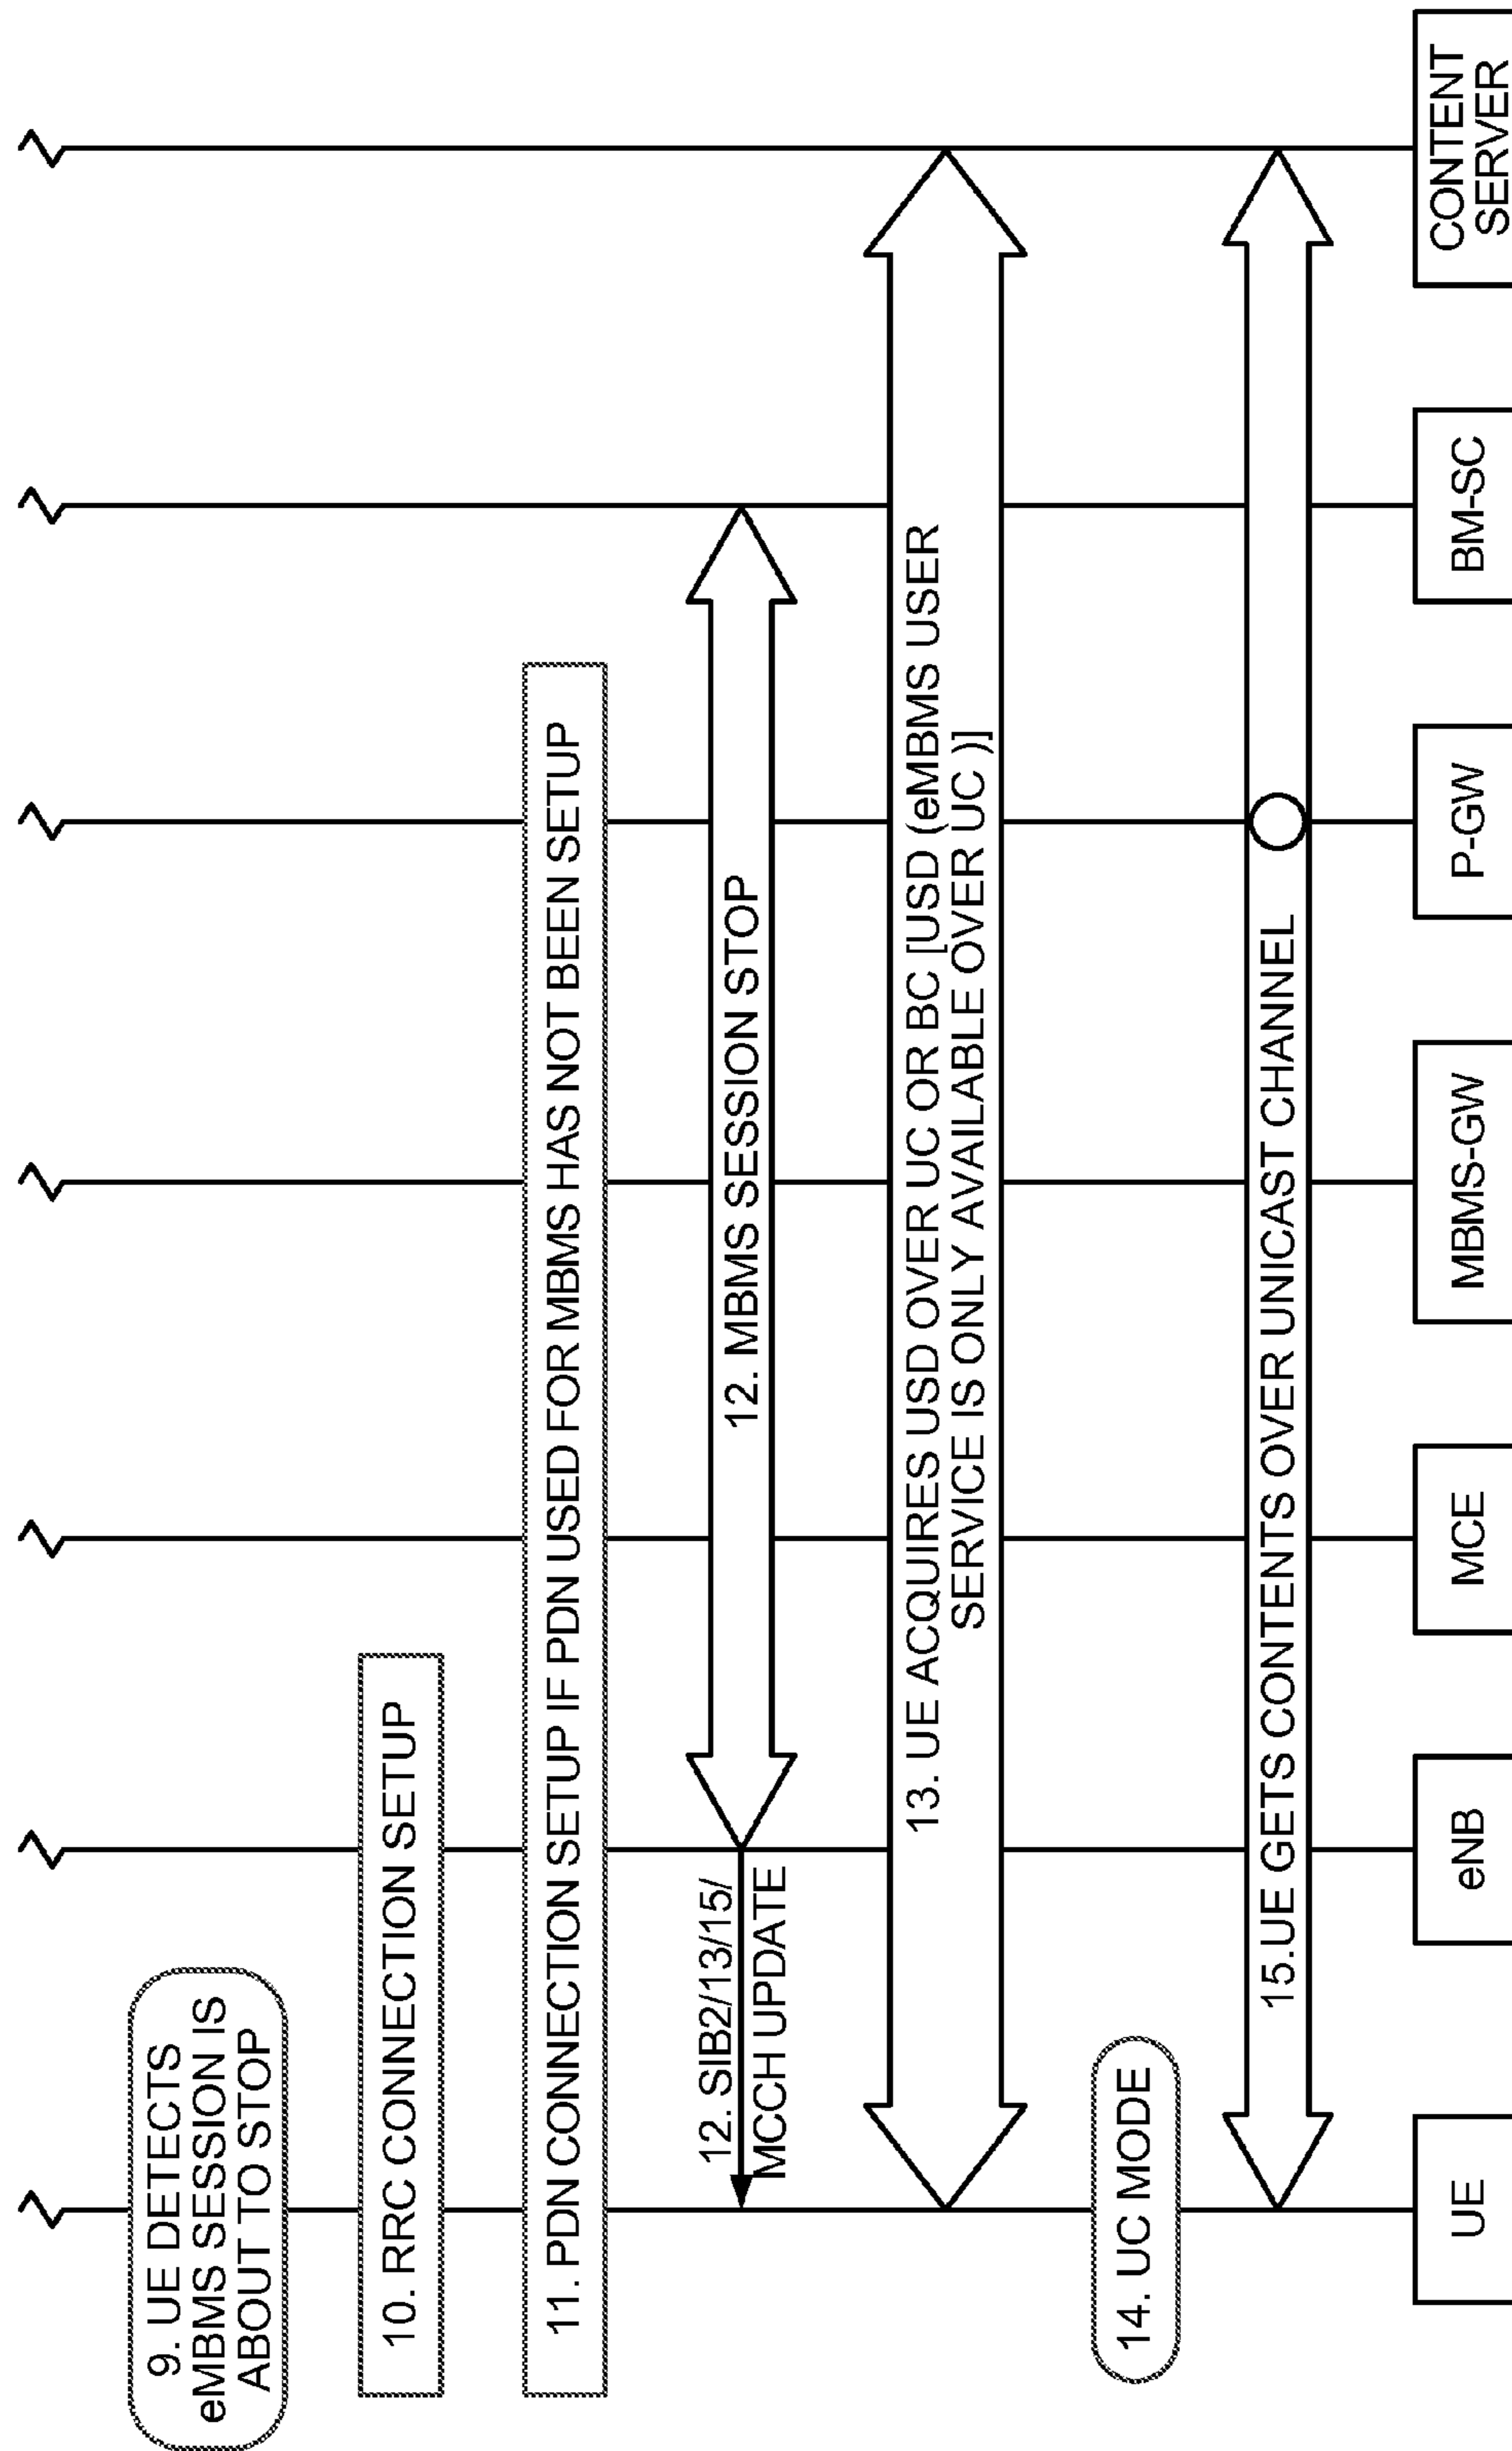 9. UE DETECTS
eMBMS SESSION IS
ABOUT TO STOP
10. RRC CONNECTION SETUP
11. PDN CONNECTION SETUP IF PDN USED FOR MBMS HAS NOT BEEN SETUP
12. SIB2/13/15/
MCCH UPDATE
12. MBMS SESSION STOP
13. UE ACQUIRES USD OVER UC OR BC [USD (eMBMS USER
SERVICE IS ONLY AVAILABLE OVER UC )]
14. UC MODE
15.UE GETS CONTENTS OVER UNICAST CHANNEL
UE
eNB
MCE
MBMS-GW
P-GW
BM-SC
CONTENT
SERVER